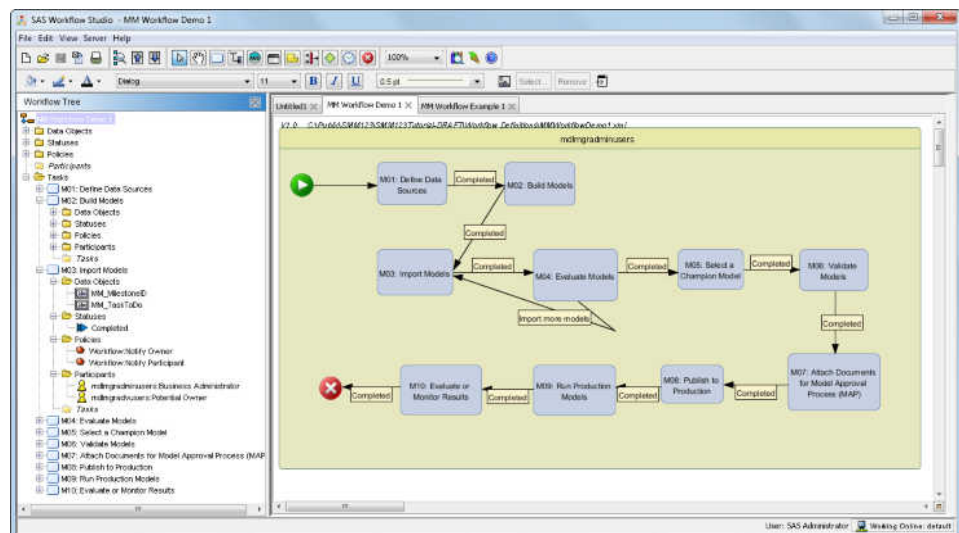 SAS Workflow Studio - MM Workflow Demo 1
File Edit View Server Help
100%
Dialog 11 B I U 0.5 pt Select... Remove
Workflow Tree
Untitled1 MM Workflow Demo 1 MM Workflow Example 1
MM Workflow Demo 1
Data Objects
Statuses
Policies
Participants
Tasks
M01: Define Data Sources
M02: Build Models
Data Objects
Statuses
Policies
Participants
Tasks
M03: Import Models
Data Objects
MM_MilestoneID
MM_TaskToDo
Statuses
Completed
Policies
Workflow:Notify Owner
Workflow:Notify Participant
Participants
mdlmgradminusers:Business Administrator
mdlmgradvusers:Potential Owner
Tasks
M04: Evaluate Models
M05: Select a Champion Model
M06: Validate Models
M07: Attach Documents for Model Approval Process (MAP
M08: Publish to Production
M09: Run Production Models
M10: Evaluate or Monitor Results
V1.0
mdlmgradminusers
M01: Define Data
Sources
Completed
M02: Build Models
Completed
M03: Import Models
Completed
M04: Evaluate Models
Completed
M05: Select a
Champion Model
Completed
M06: Validate
Models
Import more models
Completed
M07: Attach Documents
for Model Approval
Process (MAP)
Completed
M08: Publish to
Production
Completed
M09: Run Production
Models
Completed
M10: Evaluate or
Monitor Results
Completed
User: SAS Administrator Working Online: default